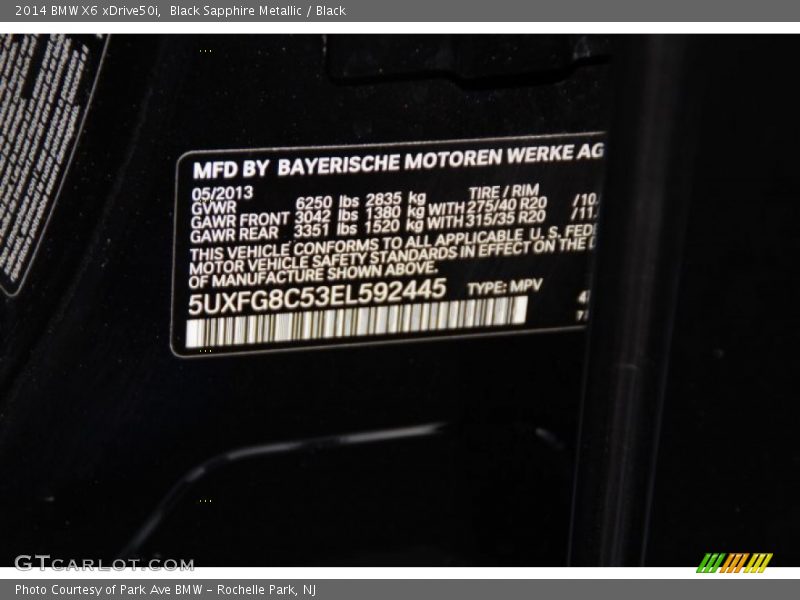 2014 BMW X6 xDrive50i,  Black Sapphire Metallic / Black
MFD BY BAYERISCHE MOTOREN WERKE AG
05/2013
GVWR 6250 lbs 2835 kg TIRE / RIM
GAWR FRONT 3042 lbs 1380 kg WITH 275/40 R20 /10
GAWR REAR 3351 lbs 1520 kg WITH 315/35 R20 /11
THIS VEHICLE CONFORMS TO ALL APPLICABLE U.S. FED
MOTOR VEHICLE SAFETY STANDARDS IN EFFECT ON THE
OF MANUFACTURE SHOWN ABOVE.
5UXFG8C53EL592445 TYPE: MPV
GTCARLOT.COM
Photo Courtesy of Park Ave BMW - Rochelle Park, NJ